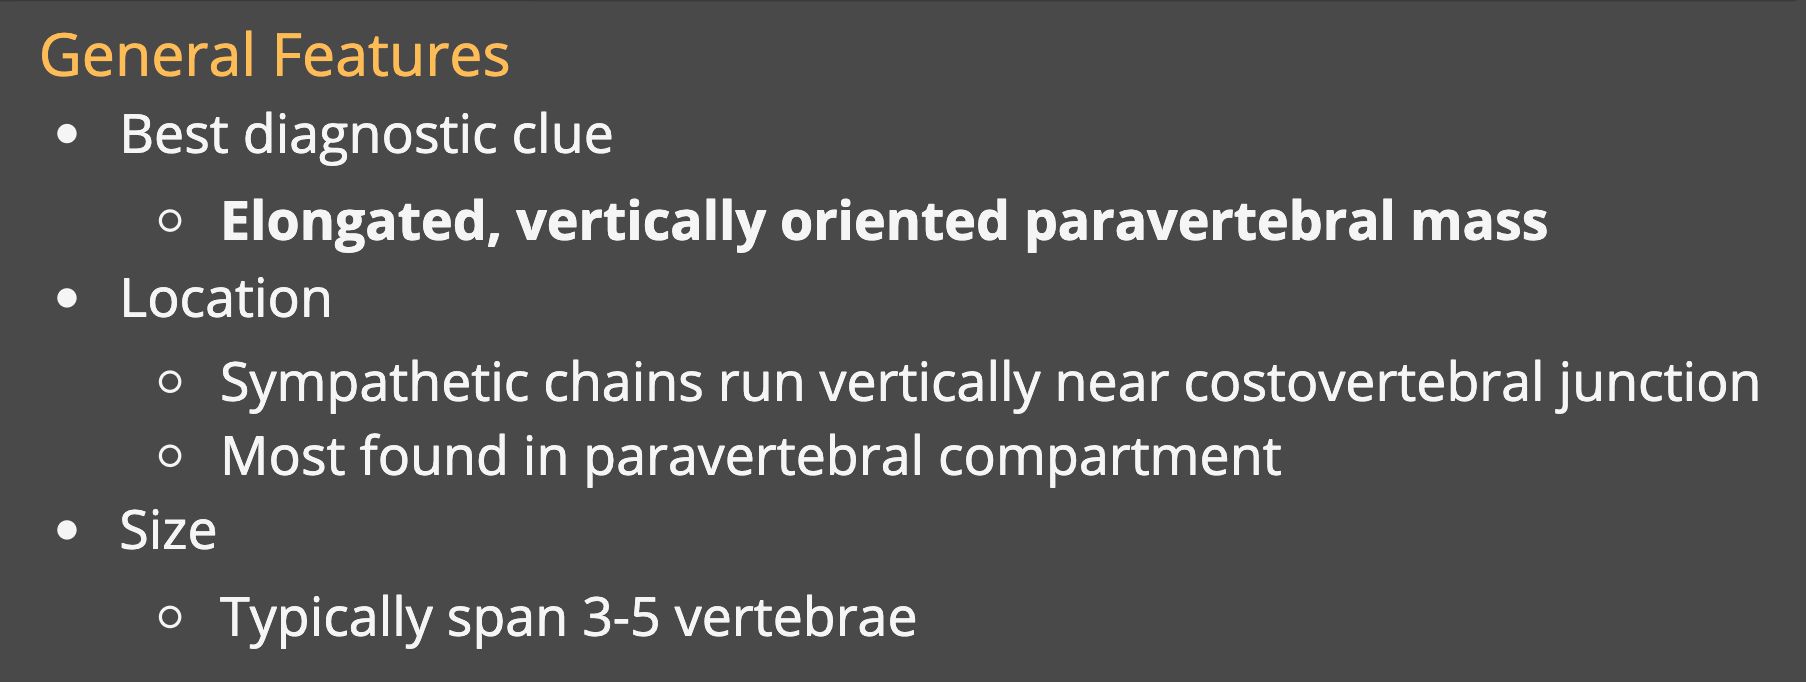 General Features
• Best diagnostic clue
○ Elongated, vertically oriented paravertebral mass
• Location
○ Sympathetic chains run vertically near costovertebral junction
○ Most found in paravertebral compartment
• Size
○ Typically span 3-5 vertebrae